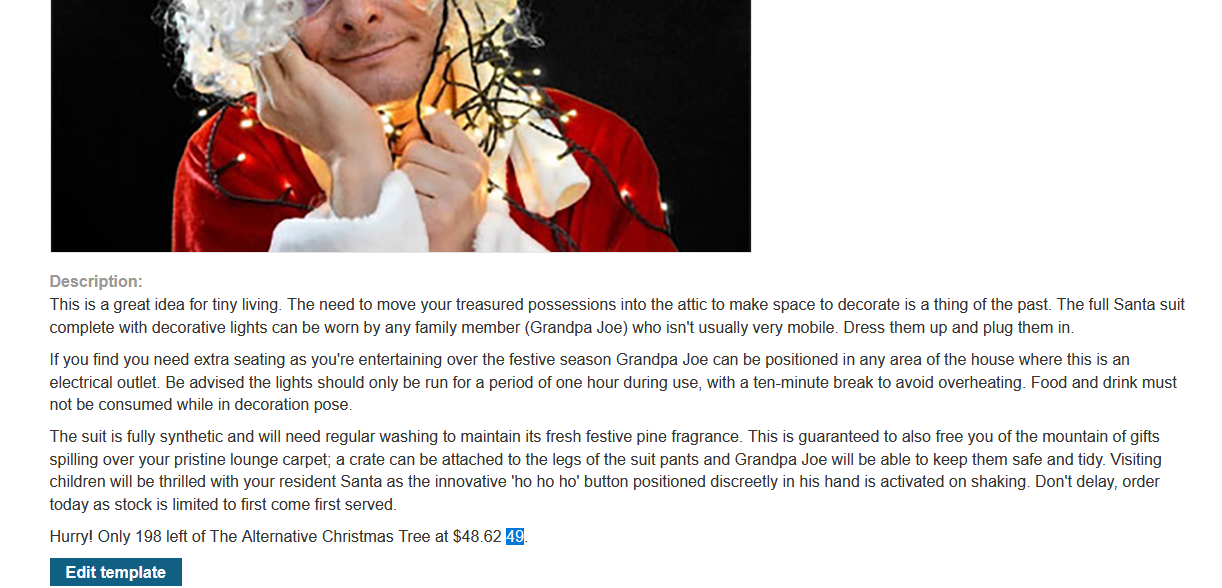 Description:
This is a great idea for tiny living. The need to move your treasured possessions into the attic to make space to decorate is a thing of the past. The full Santa suit
complete with decorative lights can be worn by any family member (Grandpa Joe) who isn't usually very mobile. Dress them up and plug them in.
If you find you need extra seating as you're entertaining over the festive season Grandpa Joe can be positioned in any area of the house where this is an
electrical outlet. Be advised the lights should only be run for a period of one hour during use, with a ten-minute break to avoid overheating. Food and drink must
not be consumed while in decoration pose.
The suit is fully synthetic and will need regular washing to maintain its fresh festive pine fragrance. This is guaranteed to also free you of the mountain of gifts
spilling over your pristine lounge carpet; a crate can be attached to the legs of the suit pants and Grandpa Joe will be able to keep them safe and tidy. Visiting
children will be thrilled with your resident Santa as the innovative 'ho ho ho' button positioned discreetly in his hand is activated on shaking. Don't delay, order
today as stock is limited to first come first served.
Hurry! Only 198 left of The Alternative Christmas Tree at $48.62 49.
Edit template